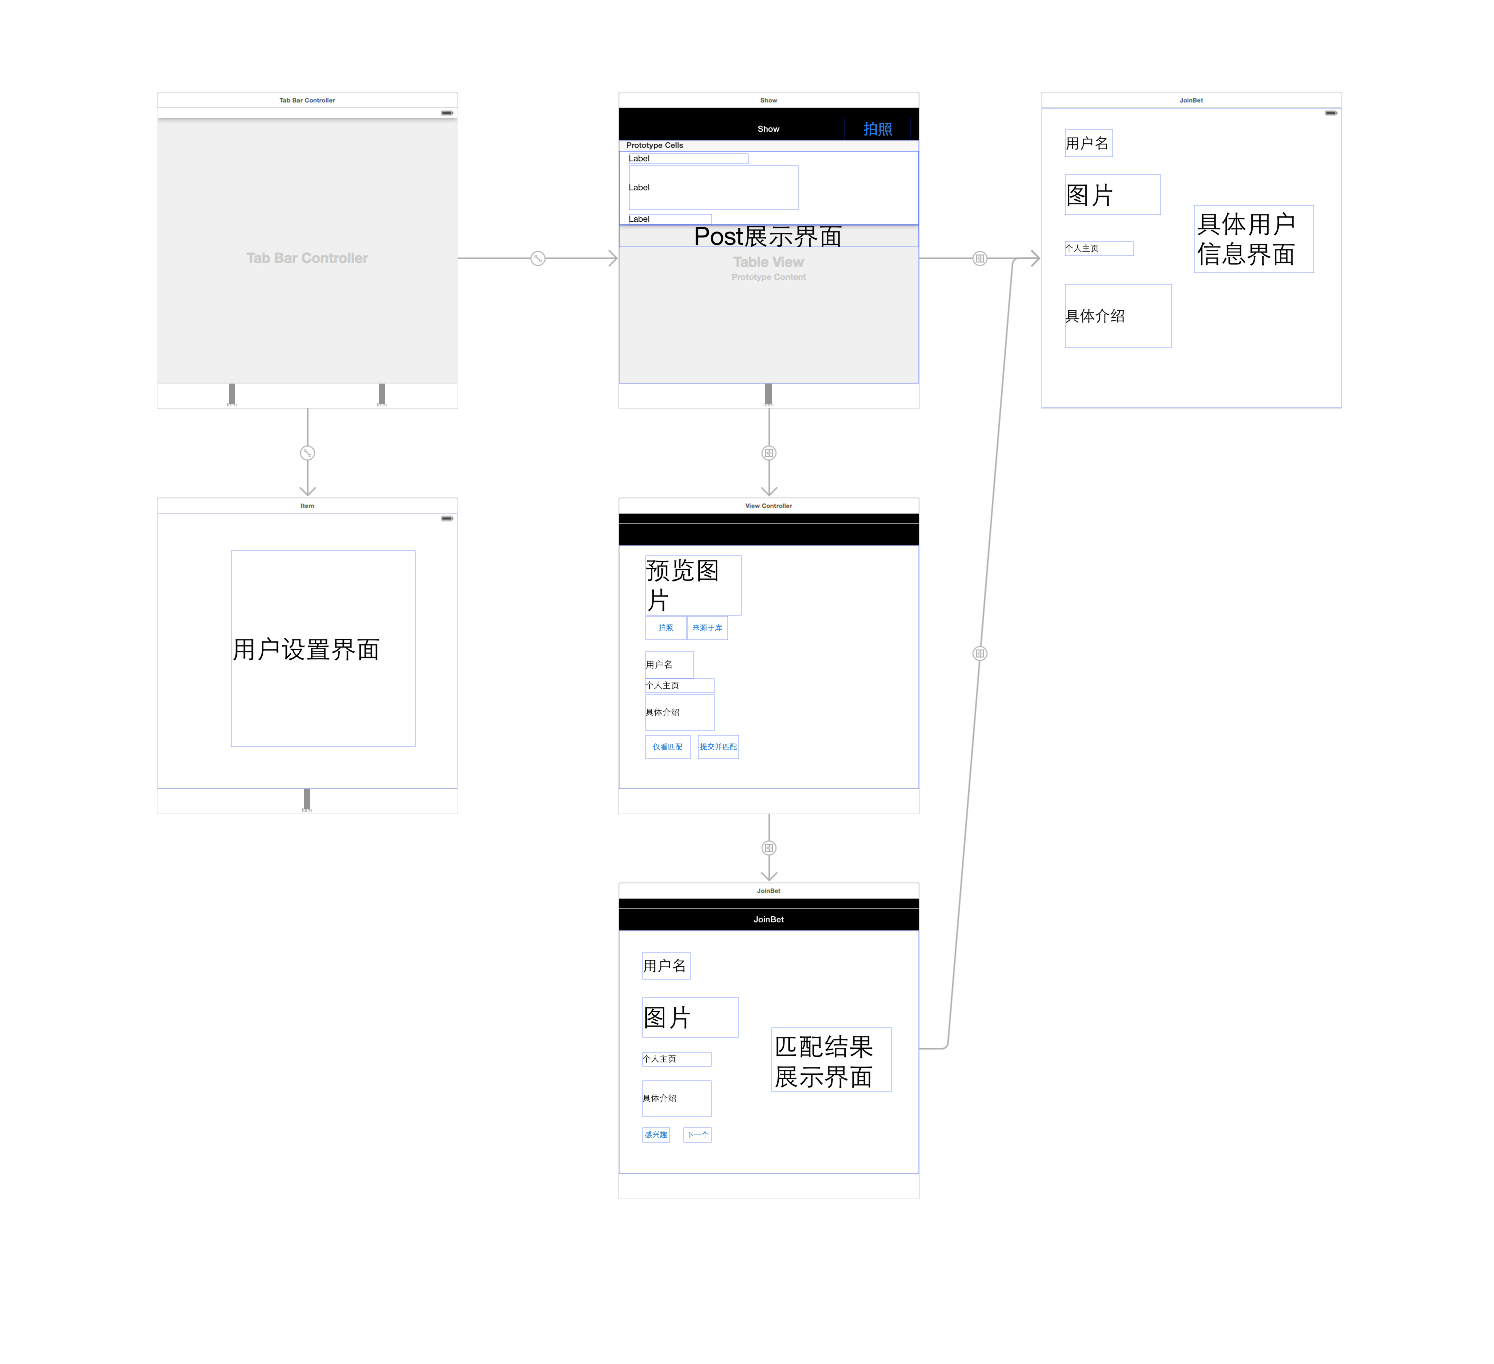 Tab Bar Controller
Tab Bar Controller
Item
用户设置界面
Show
Show
拍照
Prototype Cells
Label
Label
Label
Post展示界面
Table View
Prototype Content
View Controller
预览图
片
拍照
来源于库
用户名
个人主页
具体介绍
仅看匹配
提交并匹配
JoinBet
JoinBet
用户名
图片
个人主页
具体介绍
匹配结果
展示界面
感兴趣
下一个
JoinBet
用户名
图片
个人主页
具体介绍
具体用户
信息界面